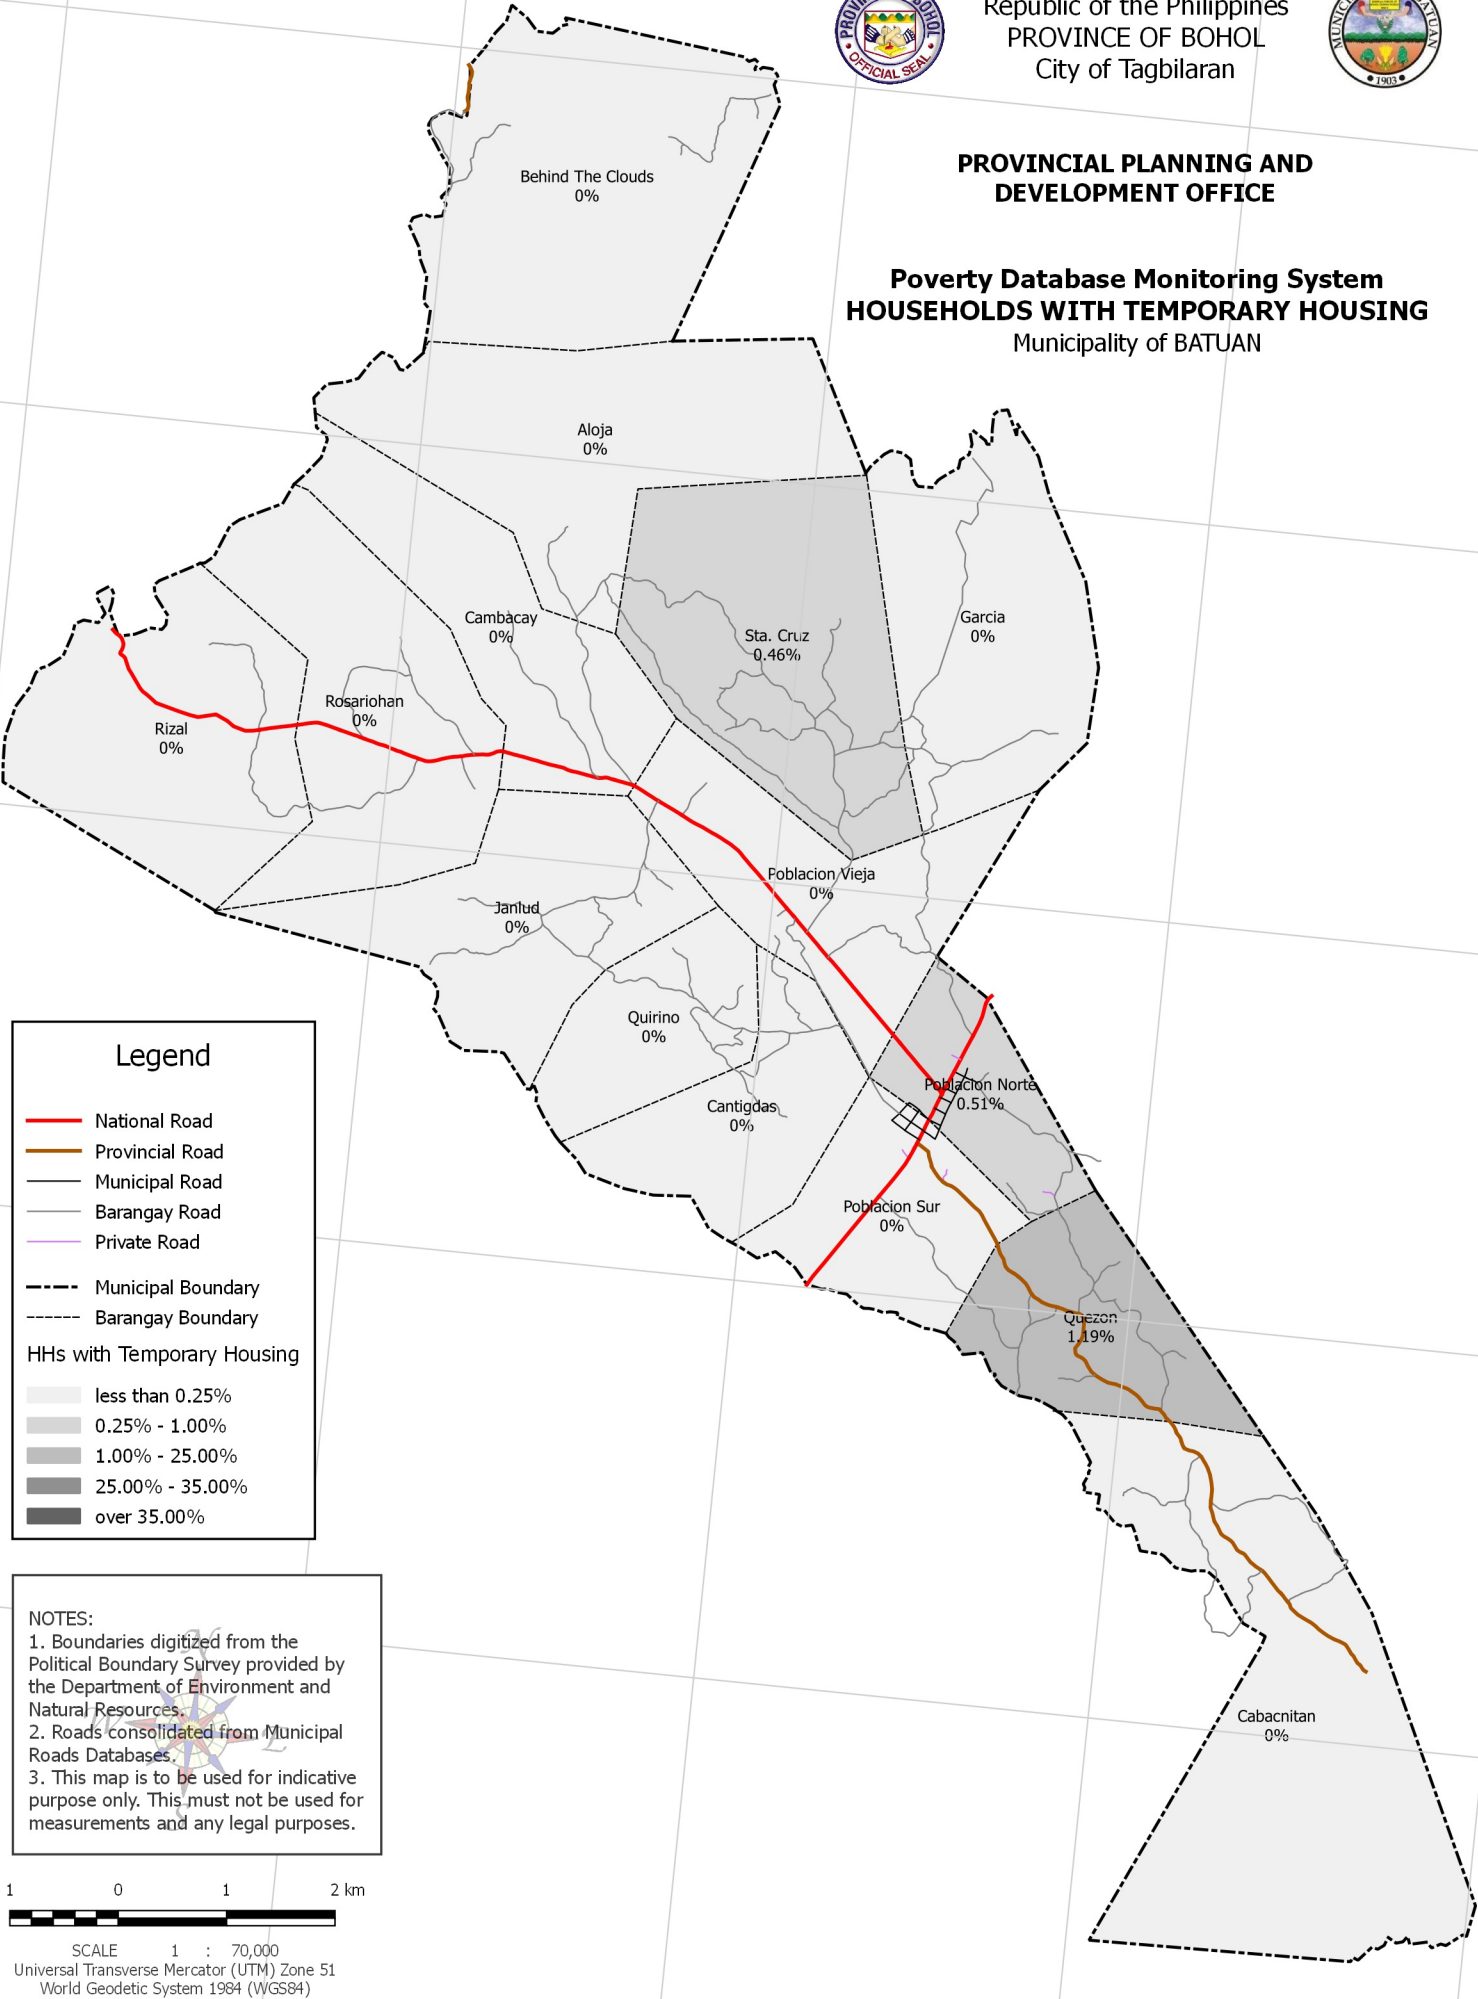 Republic of the Philippines
PROVINCE OF BOHOL
City of Tagbilaran
OFFICIAL SEAL
BATUAN
1903
PROVINCIAL PLANNING AND
DEVELOPMENT OFFICE
Poverty Database Monitoring System
HOUSEHOLDS WITH TEMPORARY HOUSING
Municipality of BATUAN
Behind The Clouds
0%
Aloja
0%
Cambacay
0%
Sta. Cruz
0.46%
Garcia
0%
Rosariohan
0%
Rizal
0%
Poblacion Vieja
0%
Janlud
0%
Quirino
0%
Cantigdas
0%
Poblacion Norte
0.51%
Poblacion Sur
0%
Quezon
1.19%
Cabacnitan
0%
Legend
National Road
Provincial Road
Municipal Road
Barangay Road
Private Road
Municipal Boundary
Barangay Boundary
HHs with Temporary Housing
less than 0.25%
0.25% - 1.00%
1.00% - 25.00%
25.00% - 35.00%
over 35.00%
NOTES:
1. Boundaries digitized from the
Political Boundary Survey provided by
the Department of Environment and
Natural Resources.
2. Roads consolidated from Municipal
Roads Databases.
3. This map is to be used for indicative
purpose only. This must not be used for
measurements and any legal purposes.
N
W
E
S
1 0 1 2 km
SCALE 1 : 70,000
Universal Transverse Mercator (UTM) Zone 51
World Geodetic System 1984 (WGS84)